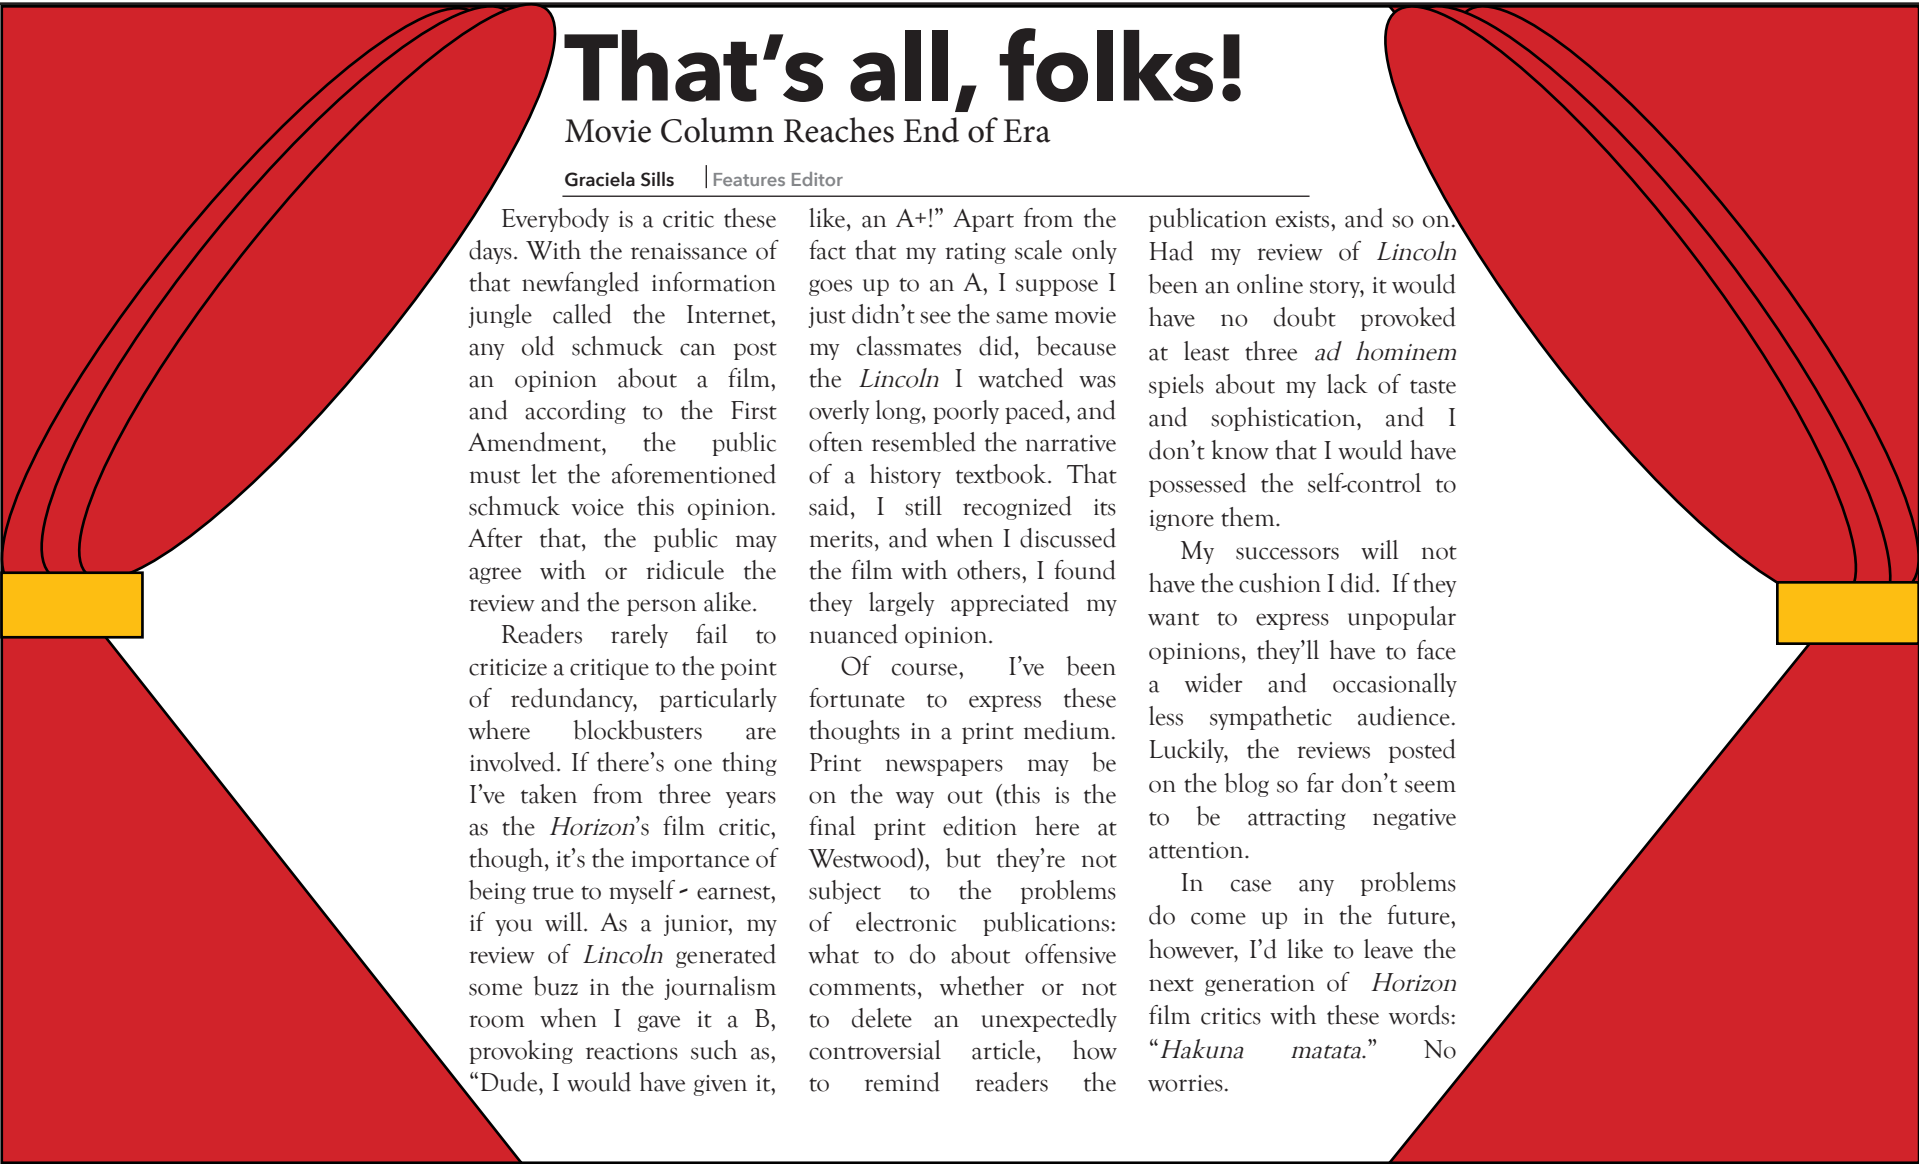 That’s all, folks!
Movie Column Reaches End of Era
Graciela Sills | Features Editor
Everybody is a critic these
days. With the renaissance of
that newfangled information
jungle called the Internet,
any old schmuck can post
an opinion about a film,
and according to the First
Amendment, the public
must let the aforementioned
schmuck voice this opinion.
After that, the public may
agree with or ridicule the
review and the person alike.
Readers rarely fail to
criticize a critique to the point
of redundancy, particularly
where blockbusters are
involved. If there’s one thing
I’ve taken from three years
as the Horizon’s film critic,
though, it’s the importance of
being true to myself - earnest,
if you will. As a junior, my
review of Lincoln generated
some buzz in the journalism
room when I gave it a B,
provoking reactions such as,
“Dude, I would have given it,
like, an A+!” Apart from the
fact that my rating scale only
goes up to an A, I suppose I
just didn’t see the same movie
my classmates did, because
the Lincoln I watched was
overly long, poorly paced, and
often resembled the narrative
of a history textbook. That
said, I still recognized its
merits, and when I discussed
the film with others, I found
they largely appreciated my
nuanced opinion.
Of course, I’ve been
fortunate to express these
thoughts in a print medium.
Print newspapers may be
on the way out (this is the
final print edition here at
Westwood), but they’re not
subject to the problems
of electronic publications:
what to do about offensive
comments, whether or not
to delete an unexpectedly
controversial article, how
to remind readers the
publication exists, and so on.
Had my review of Lincoln
been an online story, it would
have no doubt provoked
at least three ad hominem
spiels about my lack of taste
and sophistication, and I
don’t know that I would have
possessed the self-control to
ignore them.
My successors will not
have the cushion I did. If they
want to express unpopular
opinions, they’ll have to face
a wider and occasionally
less sympathetic audience.
Luckily, the reviews posted
on the blog so far don’t seem
to be attracting negative
attention.
In case any problems
do come up in the future,
however, I’d like to leave the
next generation of Horizon
film critics with these words:
“Hakuna matata.” No
worries.